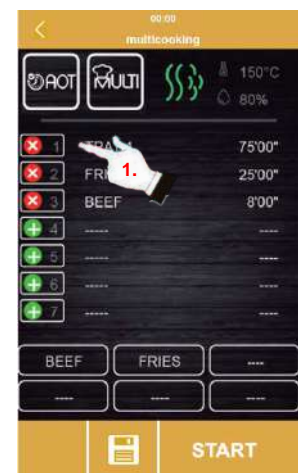 00:00
multicooking
AOT MULTI 150°C
80%
1 75'00"
2 FRI 25'00"
3 BEEF 8'00"
4 ----- ----
5 ----- ----
6 ----- ----
7 ----- ----
1.
BEEF FRIES ----
---- ---- ----
START